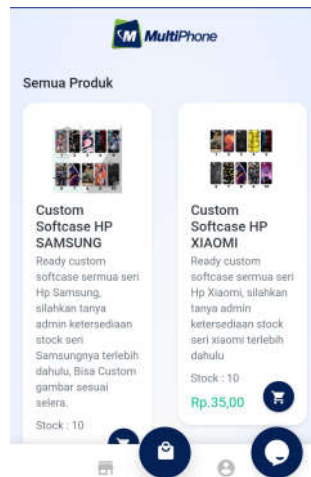 MultiPhone
Semua Produk
Custom
Softcase HP
SAMSUNG
Ready custom
softcase sermua seri
Hp Samsung,
silahkan tanya
admin ketersediaan
stock seri
Samsungnya terlebih
dahulu, Bisa Custom
gambar sesuai
selera.
Stock : 10
Custom
Softcase HP
XIAOMI
Ready custom
softcase sermua seri
Hp Xiaomi, silahkan
tanya admin
ketersediaan stock
seri xiaomi terlebih
dahulu
Stock : 10
Rp.35,00